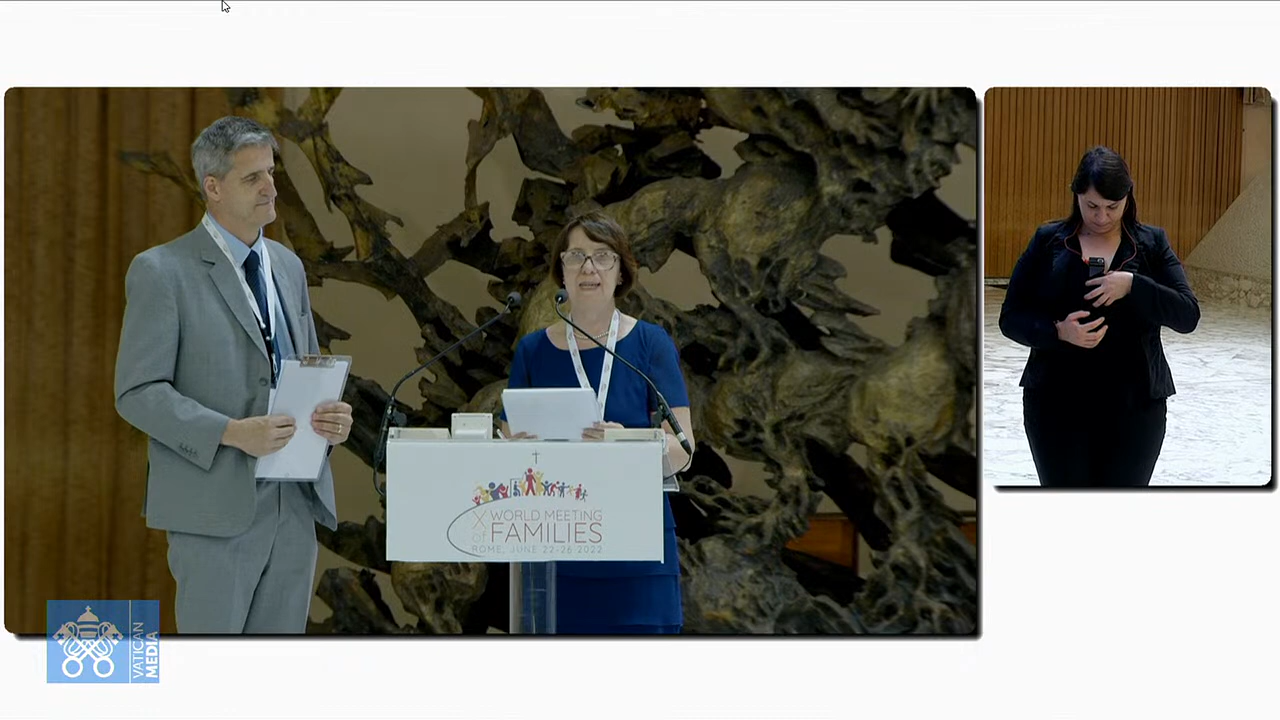 X WORLD MEETING
of FAMILIES
ROME, JUNE 22-26 2022
VATICAN
MEDIA